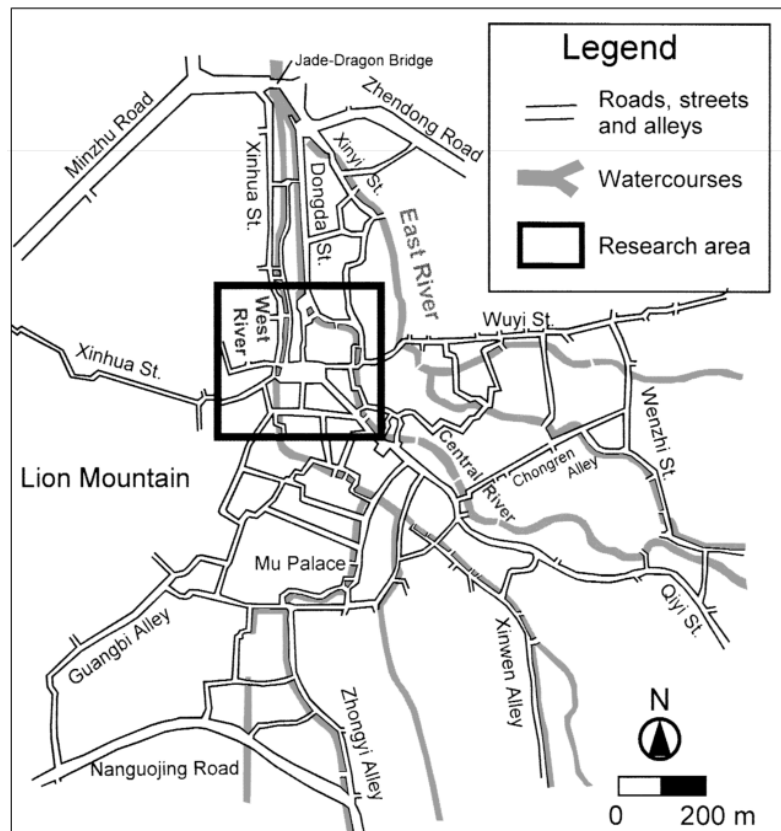 Jade-Dragon Bridge
Legend
Roads, streets
and alleys
Watercourses
Research area
Minzhu Road
Xinhua St.
Dongda
St.
Xinyi St.
Zhendong Road
East River
West
River
Xinhua St.
Wuyi St.
Wenzhi St.
Central River
Chongren
Alley
Lion Mountain
Mu Palace
Qiyi St.
Guangbi Alley
Xinwen Alley
Zhongyi Alley
Nanguojing Road
N
0 200 m